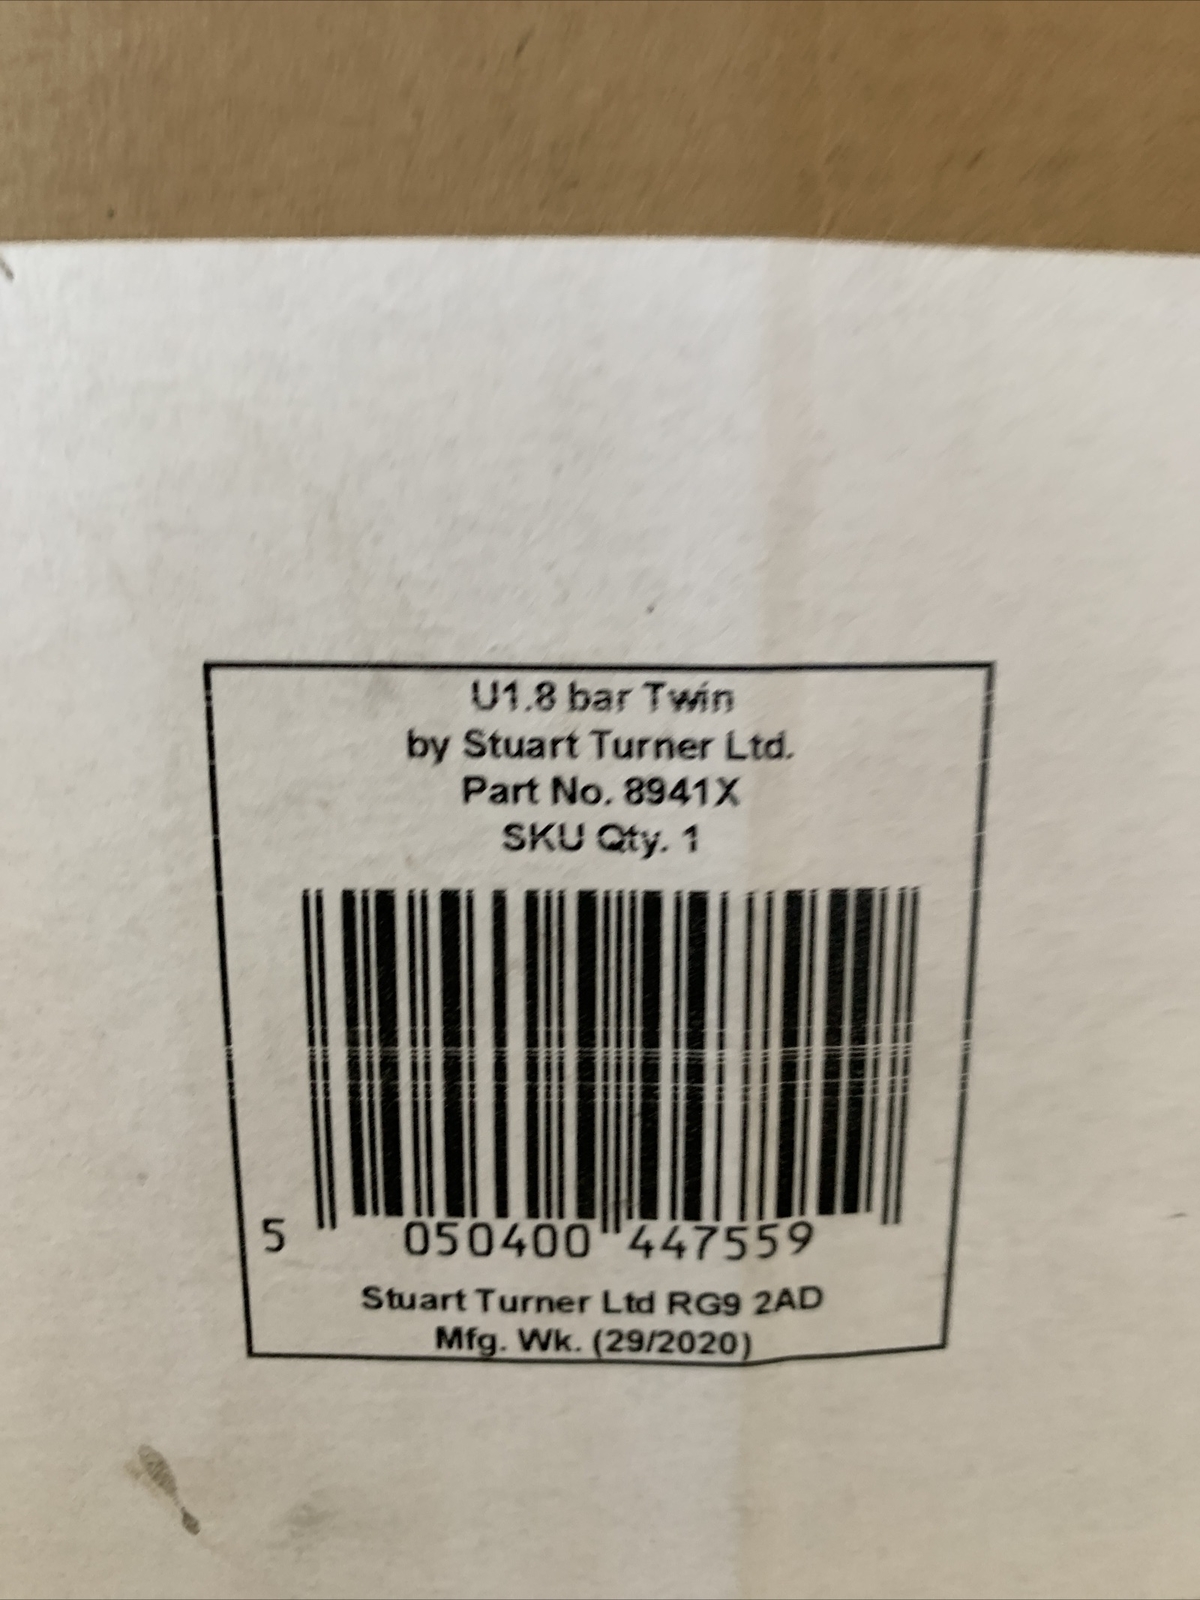 U1.8 bar Twin
by Stuart Turner Ltd.
Part No. 8941X
SKU Qty. 1
5 050400 447559
Stuart Turner Ltd RG9 2AD
Mfg. Wk. (29/2020)